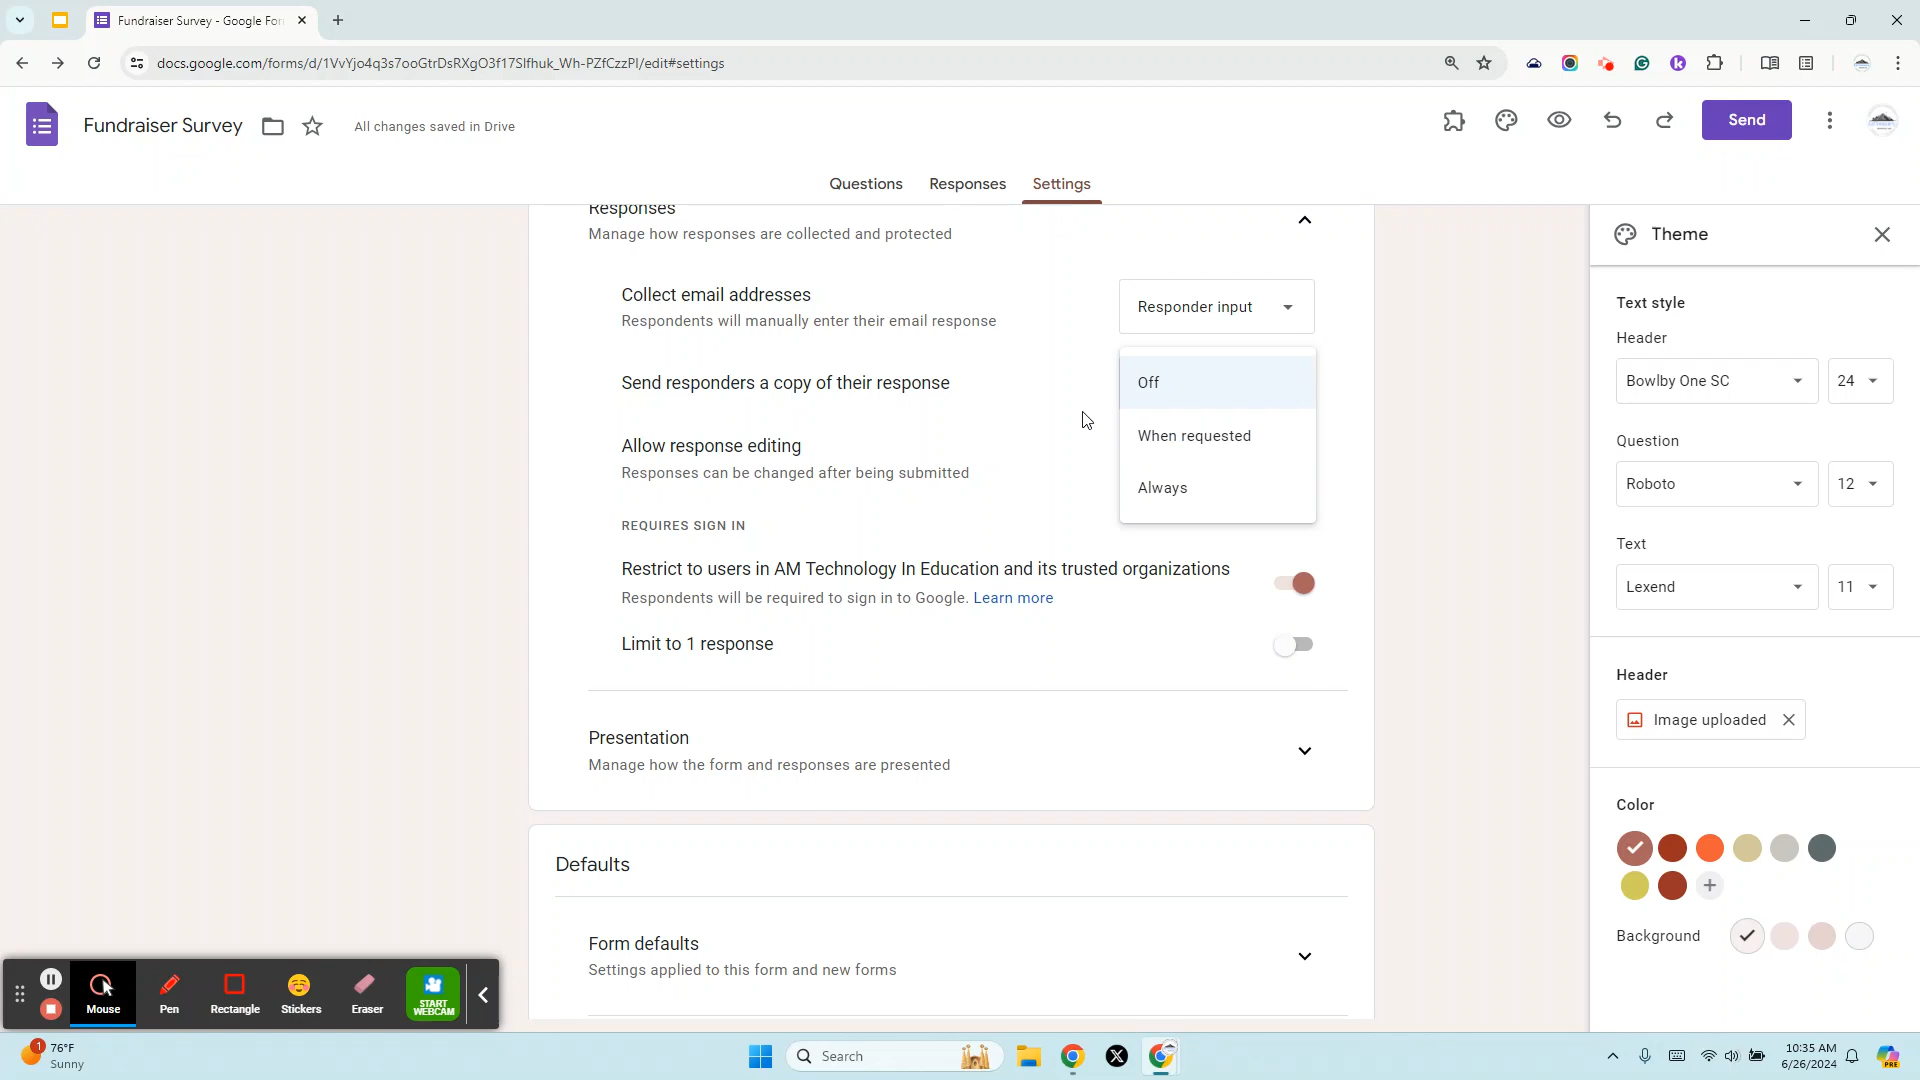 Fundraiser Survey - Google For
docs.google.com/forms/d/1VvYjo4q3s7ooGtrDsRXgO3f17SIfhuk_Wh-PZfCzzPI/edit#settings
Fundraiser Survey
All changes saved in Drive
Send
Questions
Responses
Settings
Responses
Manage how responses are collected and protected
Collect email addresses
Respondents will manually enter their email response
Responder input
Send responders a copy of their response
Off
When requested
Always
Allow response editing
Responses can be changed after being submitted
REQUIRES SIGN IN
Restrict to users in AM Technology In Education and its trusted organizations
Respondents will be required to sign in to Google. Learn more
Limit to 1 response
Presentation
Manage how the form and responses are presented
Defaults
Form defaults
Settings applied to this form and new forms
Theme
Text style
Header
Bowlby One SC
24
Question
Roboto
12
Text
Lexend
11
Header
Image uploaded
Color
Background
Mouse
Pen
Rectangle
Stickers
Eraser
START
WEBCAM
1
76°F
Sunny
Search
10:35 AM
6/26/2024
PRE